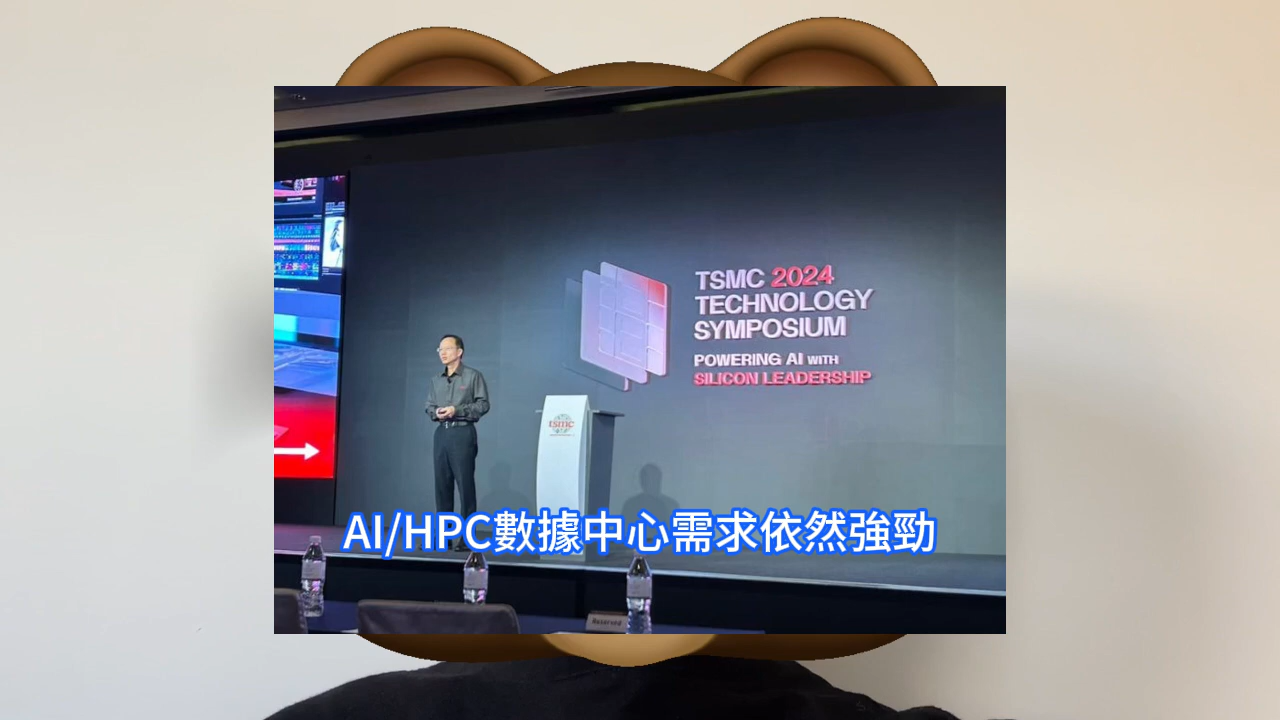 TSMC 2024
TECHNOLOGY
SYMPOSIUM
POWERING AI WITH
SILICON LEADERSHIP
tsmc
AI/HPC數據中心需求依然強勁
Reserved